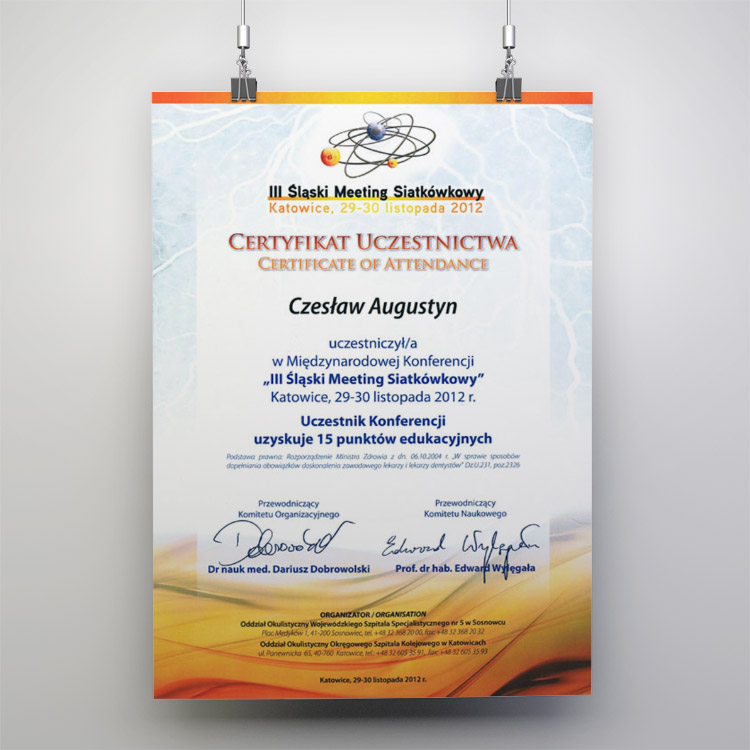 III Śląski Meeting Siatkówkowy
Katowice, 29-30 listopada 2012
CERTYFIKAT UCZESTNICTWA
CERTIFICATE OF ATTENDANCE
Czesław Augustyn
uczestniczył/a
w Międzynarodowej Konferencji
„III Śląski Meeting Siatkówkowy”
Katowice, 29-30 listopada 2012 r.
Uczestnik Konferencji
uzyskuje 15 punktów edukacyjnych
Podstawa prawna: Rozporządzenie Ministra Zdrowia z dn. 06.10.2004 r. „W sprawie sposobów
dopełniania obowiązków doskonalenia zawodowego lekarzy i lekarzy dentystów” Dz.U.231, poz.2326
Przewodniczący
Komitetu Organizacyjnego
Przewodniczący
Komitetu Naukowego
Edward Wylęgała
Dr nauk med. Dariusz Dobrowolski
Prof. dr hab. Edward Wylęgała
ORGANIZATOR / ORGANISATION
Oddział Okulistyczny Wojewódzkiego Szpitala Specjalistycznego nr 5 w Sosnowcu
Plac Medyków 1, 41-200 Sosnowiec, tel. +48 32 368 20 00, fax: +48 32 368 20 32
Oddział Okulistyczny Okręgowego Szpitala Kolejowego w Katowicach
ul. Panewnicka 65, 40-760 Katowice, tel. +48 32 605 35 91, fax: +48 32 605 35 93
Katowice, 29-30 listopada 2012 r.